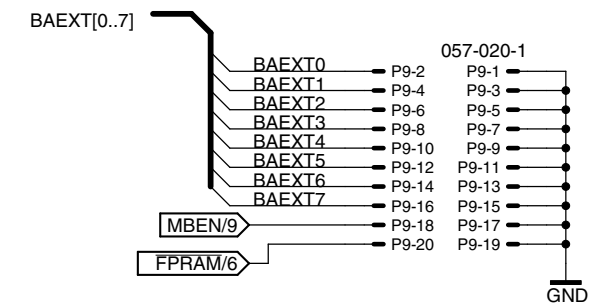 BAEXT[0..7]
057-020-1
BAEXT0 P9-2 P9-1
BAEXT1 P9-4 P9-3
BAEXT2 P9-6 P9-5
BAEXT3 P9-8 P9-7
BAEXT4 P9-10 P9-9
BAEXT5 P9-12 P9-11
BAEXT6 P9-14 P9-13
BAEXT7 P9-16 P9-15
MBEN/9 P9-18 P9-17
F̅P̅R̅A̅M̅/6 P9-20 P9-19
GND